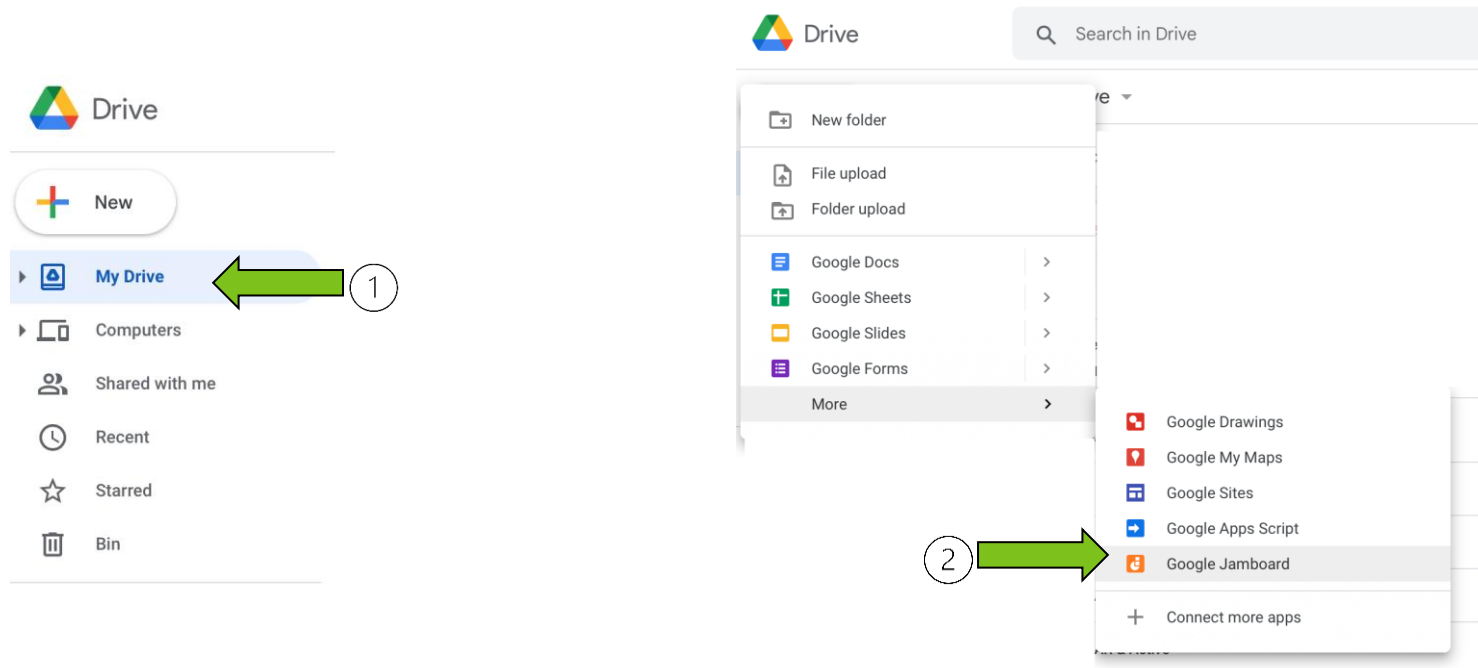 Drive
New
My Drive
1
Computers
Shared with me
Recent
Starred
Bin
Drive
Search in Drive
ve
New folder
File upload
Folder upload
Google Docs
Google Sheets
Google Slides
Google Forms
More
Google Drawings
Google My Maps
Google Sites
Google Apps Script
2
Google Jamboard
Connect more apps